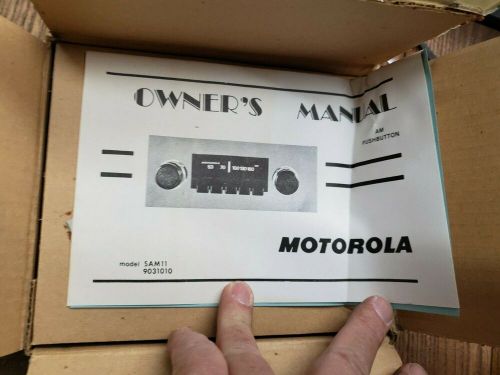 OWNER'S MANUAL
AM
PUSHBUTTON
MOTOROLA
model SAM11
9031010